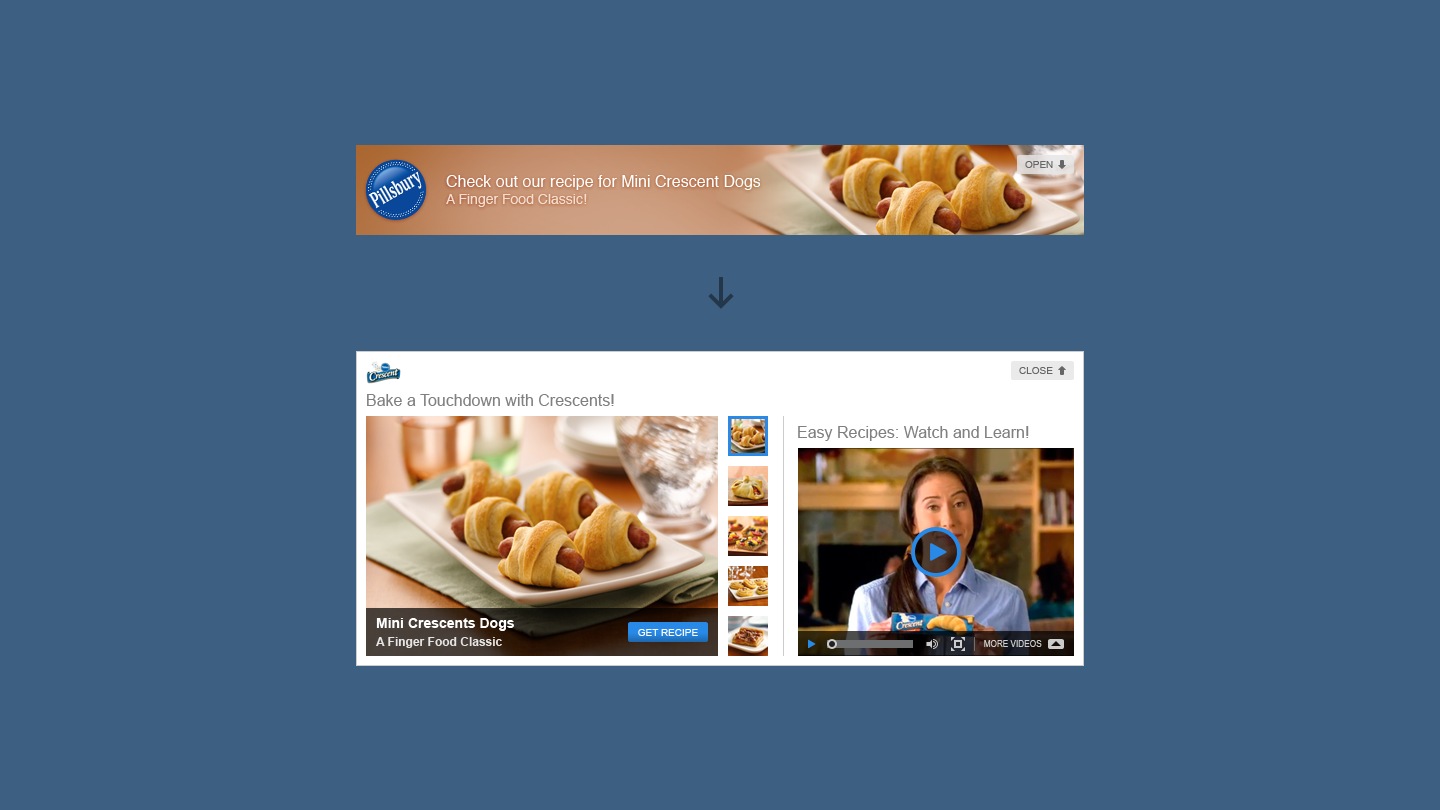 Pillsbury
Check out our recipe for Mini Crescent Dogs
A Finger Food Classic!
OPEN
Crescent
CLOSE
Bake a Touchdown with Crescents!
Easy Recipes: Watch and Learn!
Crescent
Mini Crescents Dogs
A Finger Food Classic
GET RECIPE
MORE VIDEOS